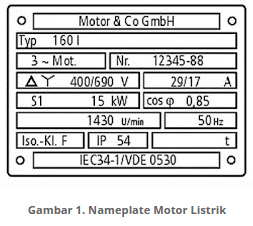 Motor & Co GmbH
Typ 160 l
3 ~ Mot. Nr. 12345-88
Δ Y 400/690 V 29/17 A
S1 15 kW cos φ 0,85
1430 U/min 50 Hz
Iso.-Kl. F IP 54 t
IEC34-1/VDE 0530
Gambar 1. Nameplate Motor Listrik